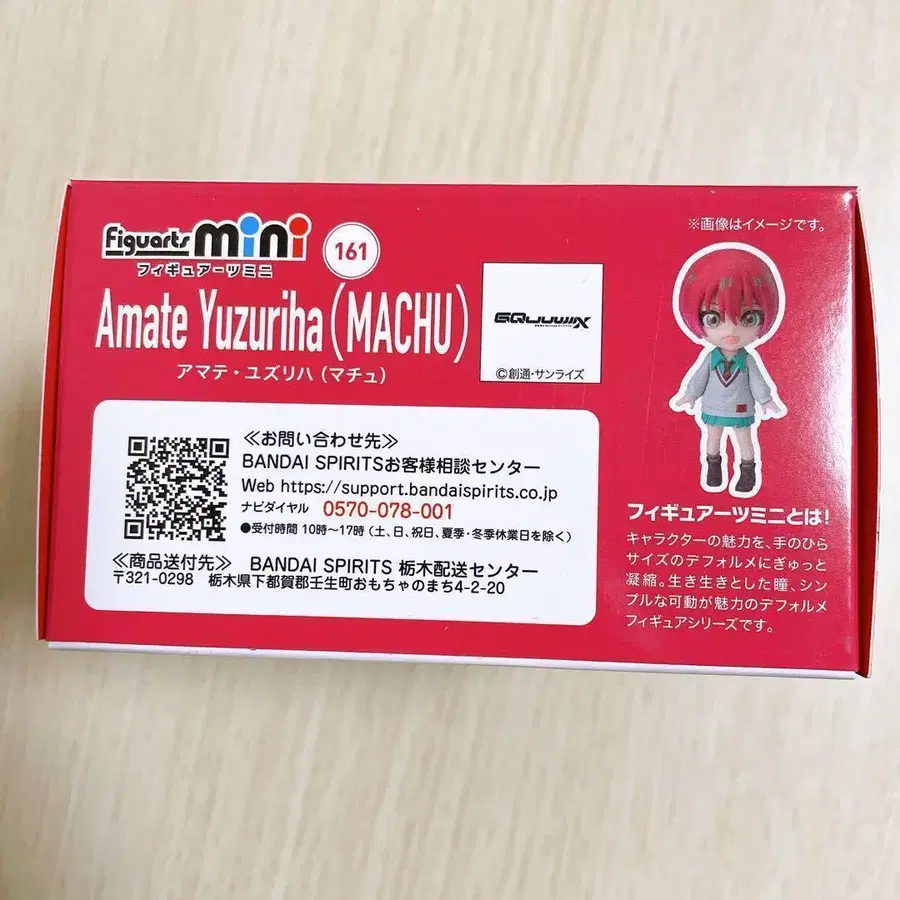 Figuarts mini
フィギュアーツミニ
161
Amate Yuzuriha (MACHU)
アマテ・ユズリハ (マチュ)
GQuuuuuuX
©創通・サンライズ
※画像はイメージです。
≪お問い合わせ先≫
BANDAI SPIRITSお客様相談センター
Web https://support.bandaispirits.co.jp
ナビダイヤル 0570-078-001
●受付時間 10時〜17時 (土、日、祝日、夏季・冬季休業日を除く)
≪商品送付先≫ BANDAI SPIRITS 栃木配送センター
〒321-0298 栃木県下都賀郡壬生町おもちゃのまち4-2-20
フィギュアーツミニとは!
キャラクターの魅力を、手のひら
サイズのデフォルメにぎゅっと
凝縮。生き生きとした瞳、シン
プルな可動が魅力のデフォルメ
フィギュアシリーズです。